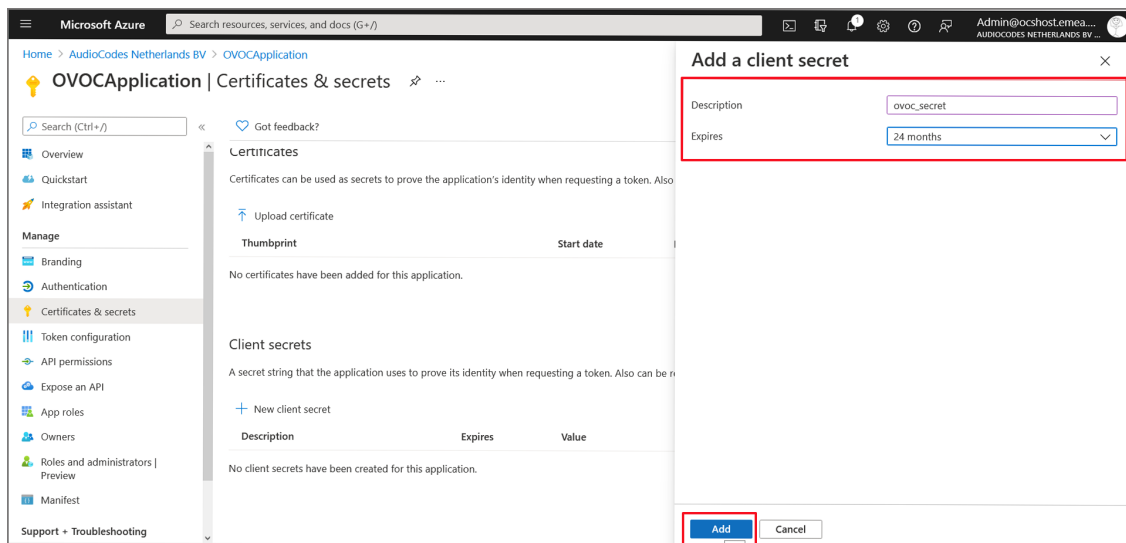 Microsoft Azure
Search resources, services, and docs (G+/)
1
Admin@ocshost.emea....
AUDIOCODES NETHERLANDS BV ...
Home > AudioCodes Netherlands BV > OVOCApplication
OVOCApplication | Certificates & secrets
...
Search (Ctrl+/)
«
Overview
Quickstart
Integration assistant
Manage
Branding
Authentication
Certificates & secrets
Token configuration
API permissions
Expose an API
App roles
Owners
Roles and administrators |
Preview
Manifest
Support + Troubleshooting
Got feedback?
Certificates
Certificates can be used as secrets to prove the application's identity when requesting a token. Also
Upload certificate
Thumbprint Start date
No certificates have been added for this application.
Client secrets
A secret string that the application uses to prove its identity when requesting a token. Also can be
New client secret
Description Expires Value
No client secrets have been created for this application.
Add a client secret
Description ovoc_secret
Expires 24 months
Add Cancel